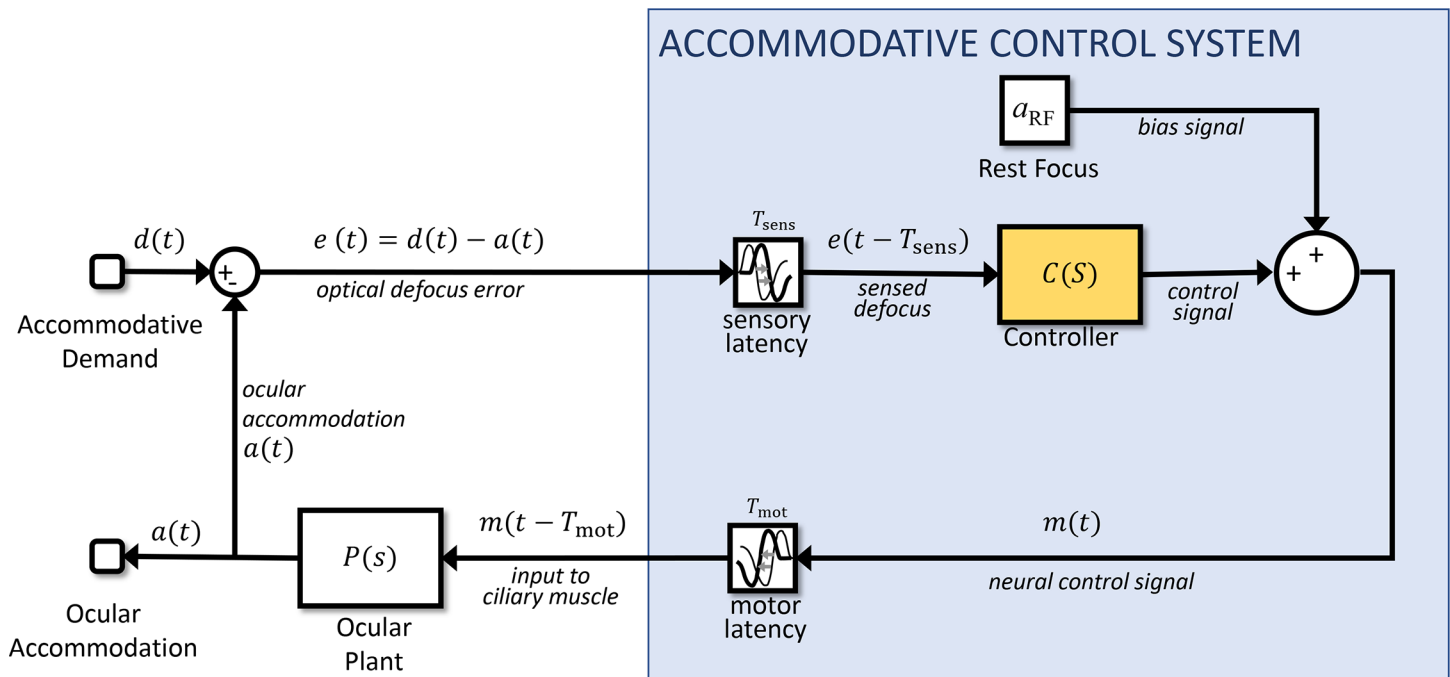 ACCOMMODATIVE CONTROL SYSTEM
a_RF
bias signal
Rest Focus
d(t)
e (t) = d(t) − a(t)
T_sens
e(t − T_sens)
C(S)
+
+
+
-
optical defocus error
sensed
defocus
control
signal
Accommodative
Demand
sensory
latency
Controller
ocular
accommodation
a(t)
a(t)
P(s)
m(t − T_mot)
T_mot
m(t)
input to
ciliary muscle
neural control signal
Ocular
Accommodation
Ocular
Plant
motor
latency